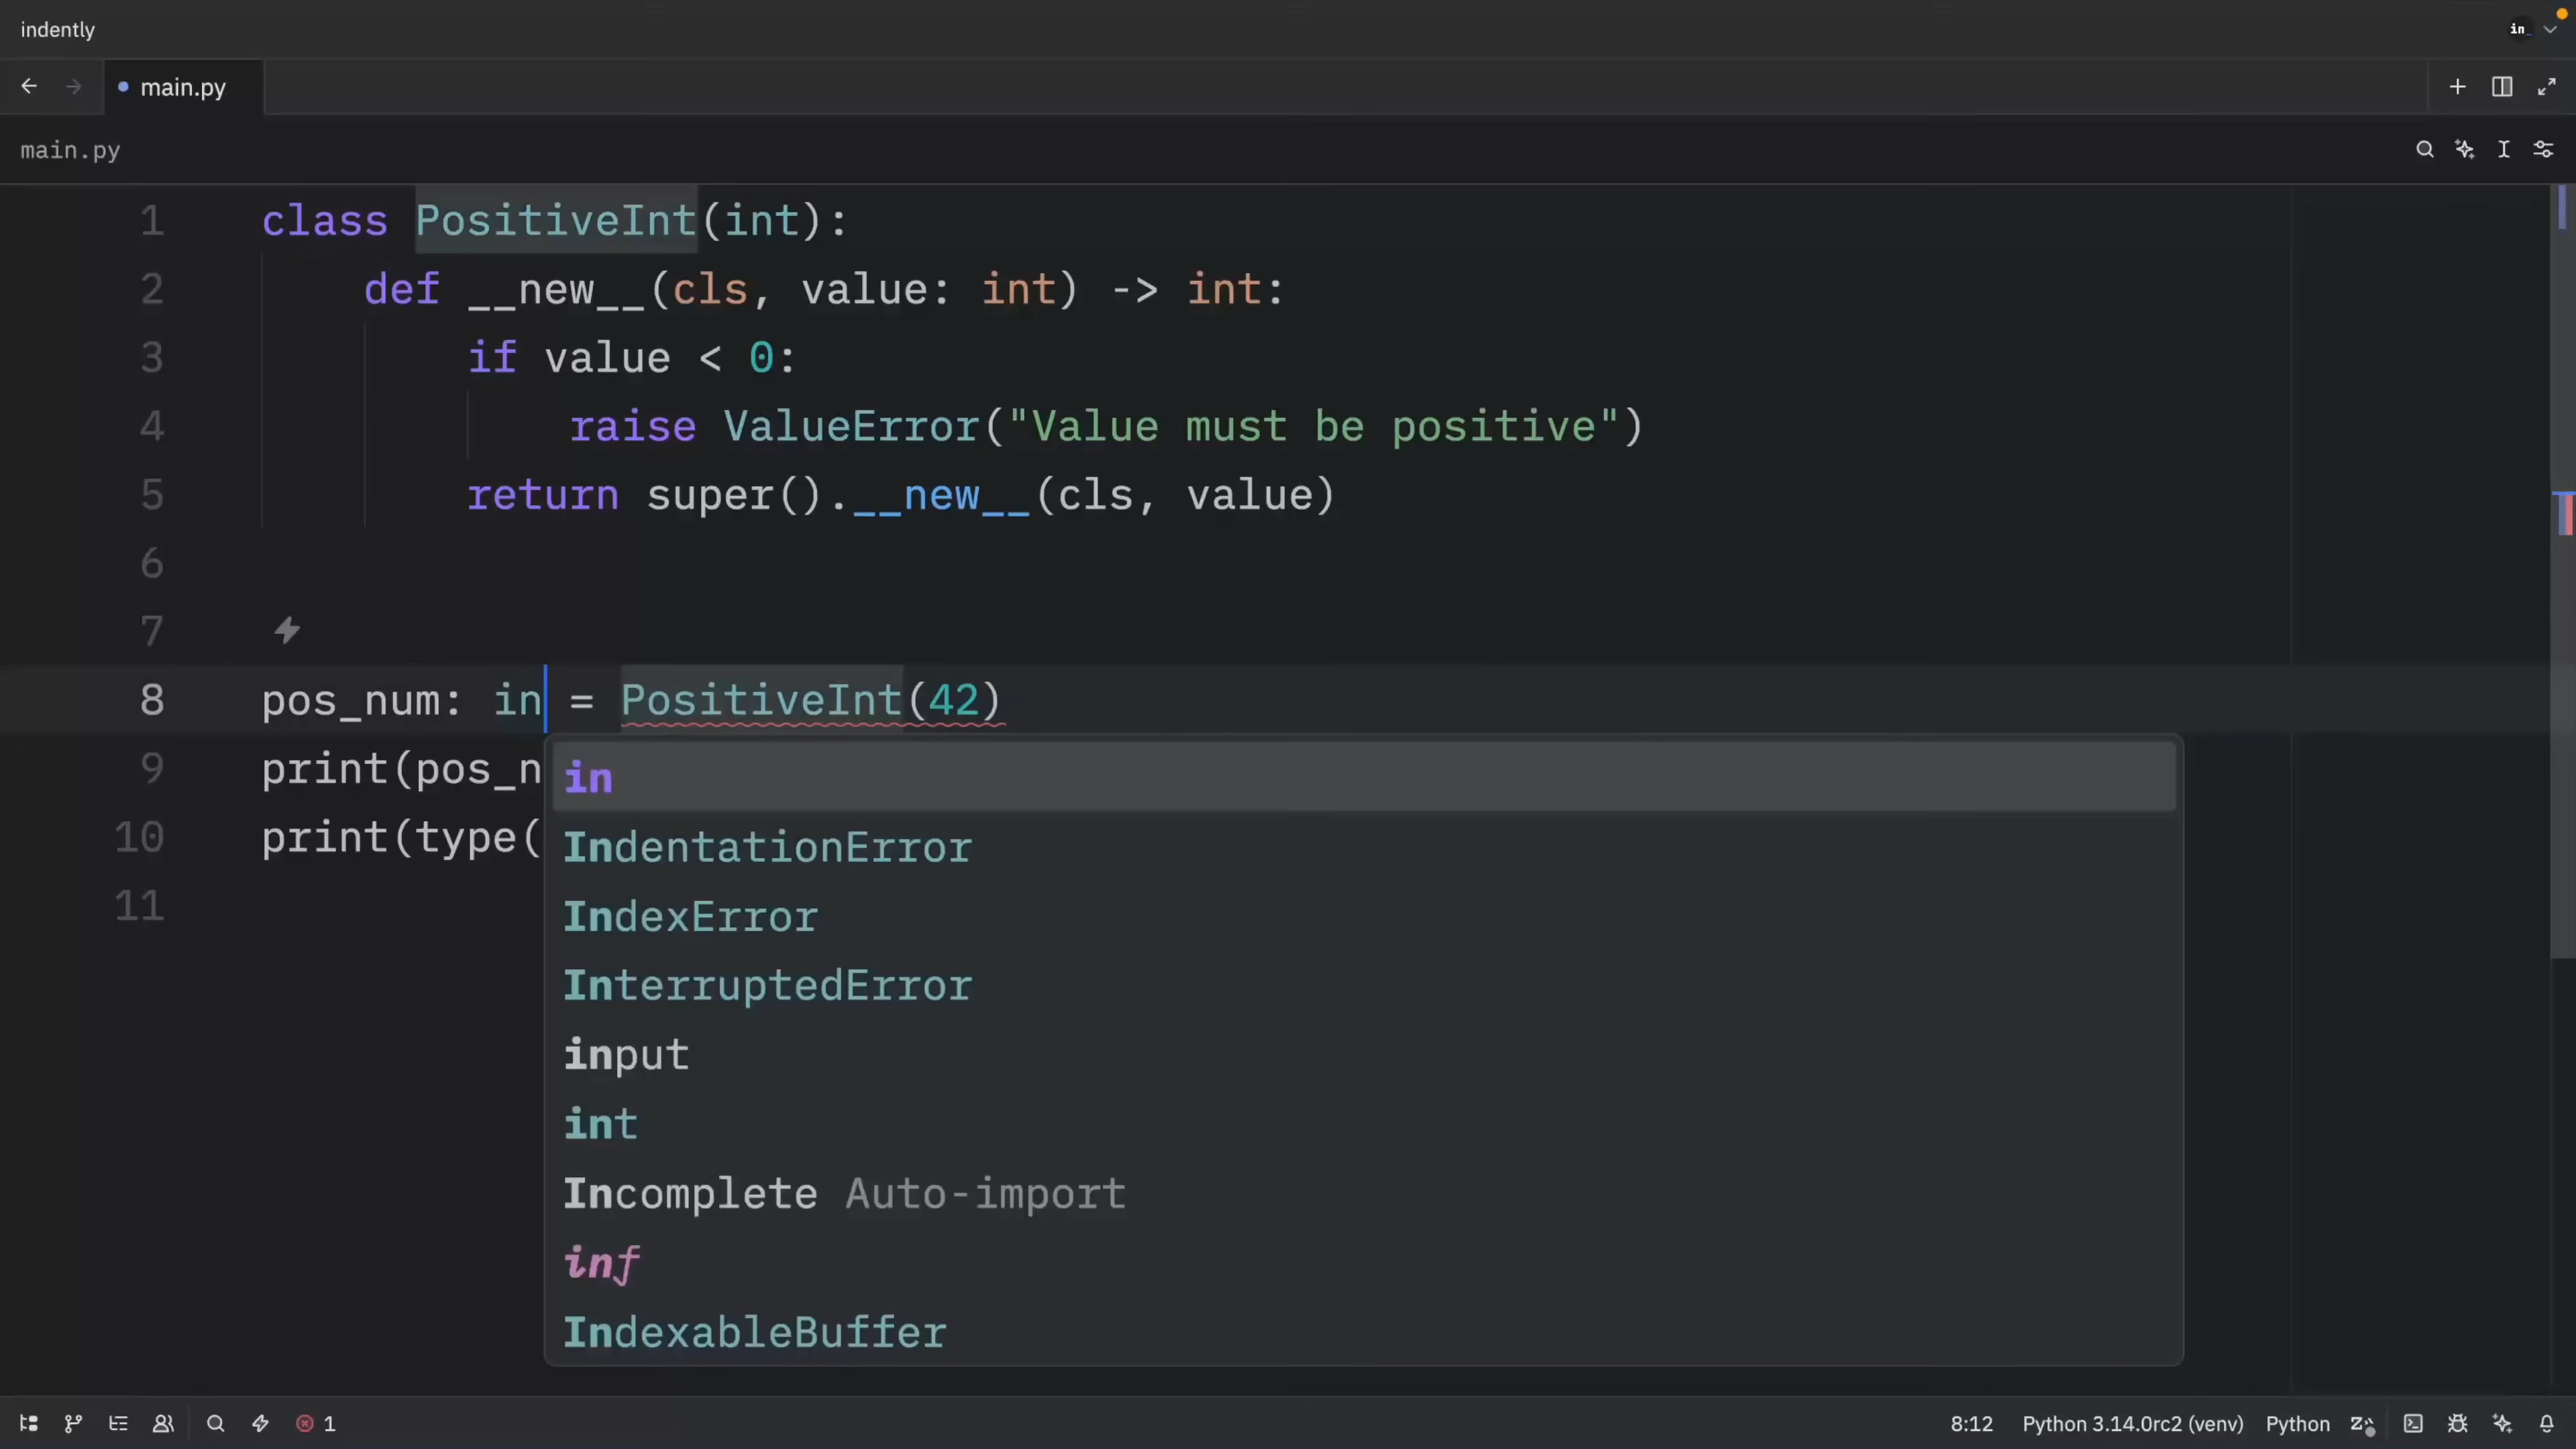 indently
in_
main.py
main.py
1 class PositiveInt(int):
2 def __new__(cls, value: int) -> int:
3 if value < 0:
4 raise ValueError("Value must be positive")
5 return super().__new__(cls, value)
6
7
8 pos_num: in = PositiveInt(42)
9 print(pos_n
10 print(type(
11
in
IndentationError
IndexError
InterruptedError
input
int
Incomplete Auto-import
inf
IndexableBuffer
1 8:12 Python 3.14.0rc2 (venv) Python